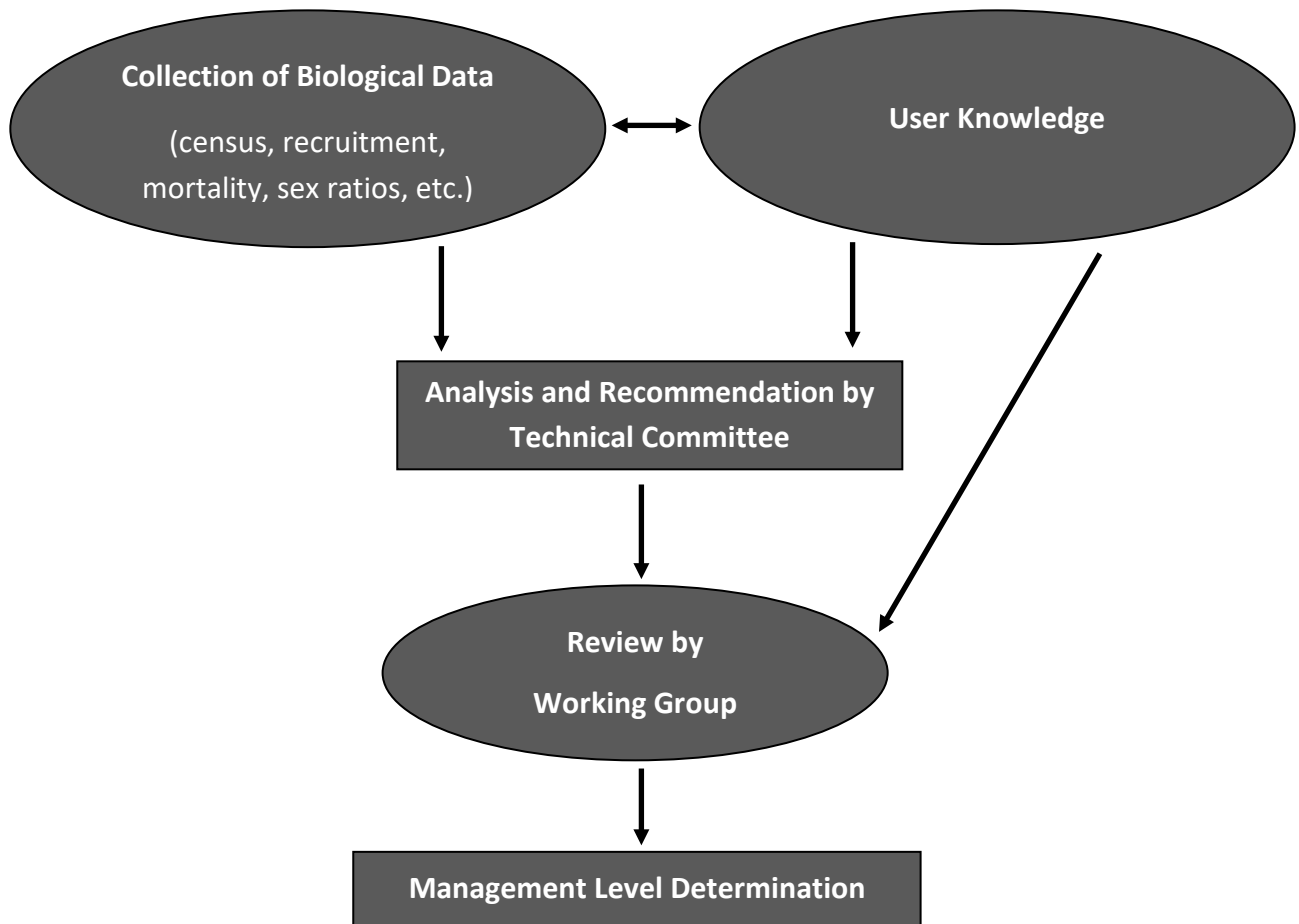 Collection of Biological Data
(census, recruitment,
mortality, sex ratios, etc.)
User Knowledge
Analysis and Recommendation by
Technical Committee
Review by
Working Group
Management Level Determination